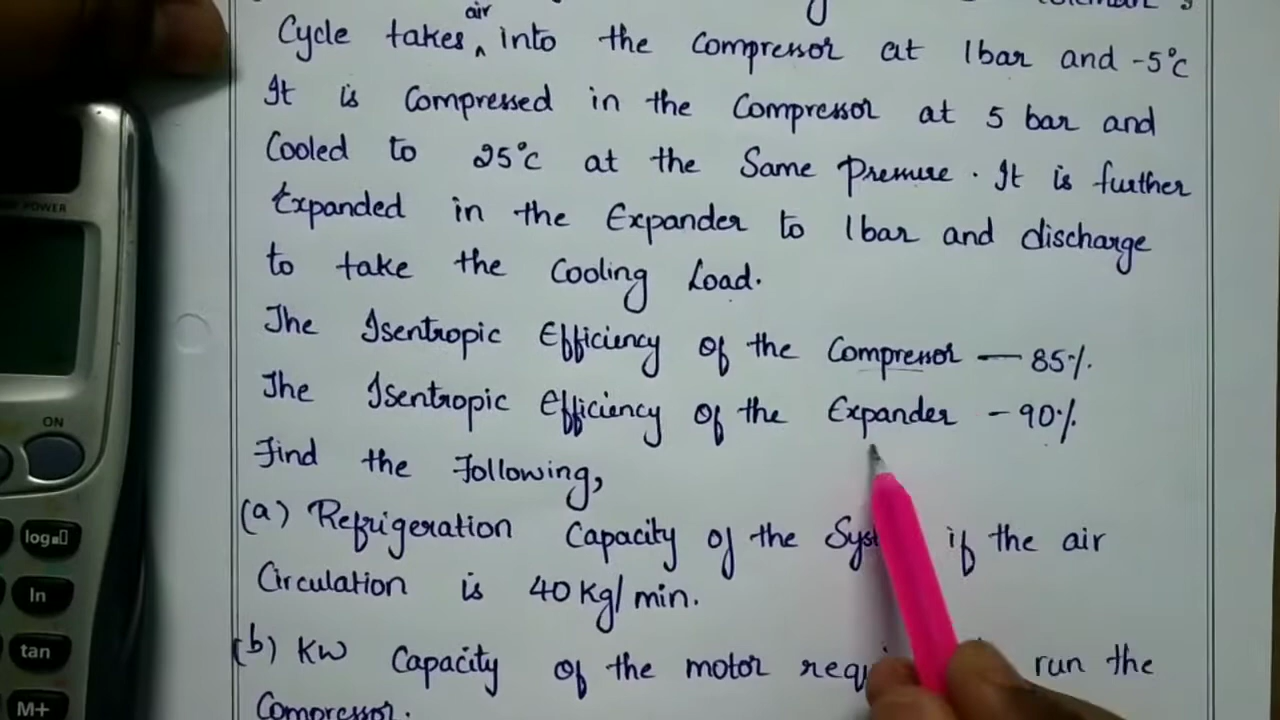 Cycle takes air into the Compressor at 1bar and -5°C
It is Compressed in the Compressor at 5 bar and
Cooled to 25°C at the Same Pressure. It is further
Expanded in the Expander to 1bar and discharge
to take the Cooling Load.
The Isentropic Efficiency of the Compressor — 85%.
The Isentropic Efficiency of the Expander - 90%.
Find the Following,
(a) Refrigeration Capacity of the Syst if the air
Circulation is 40 Kg/min.
(b) KW Capacity of the motor requi run the
Compressor.
POWER
ON
log
ln
tan
M+